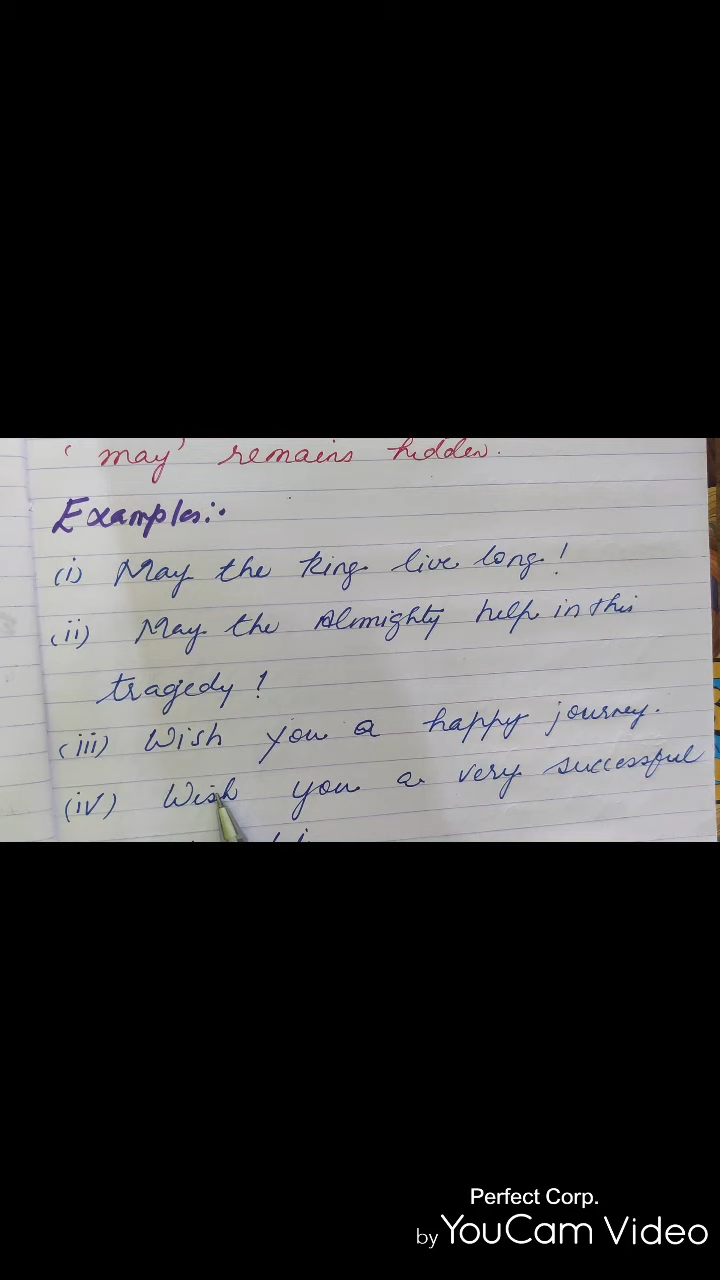 ' may' remains hidden.
Examples:-
(i) May the king live long!
(ii) May the Almighty help in this
tragedy!
(iii) Wish you a happy journey.
(iv) Wish you a very successful
Perfect Corp.
by YouCam Video